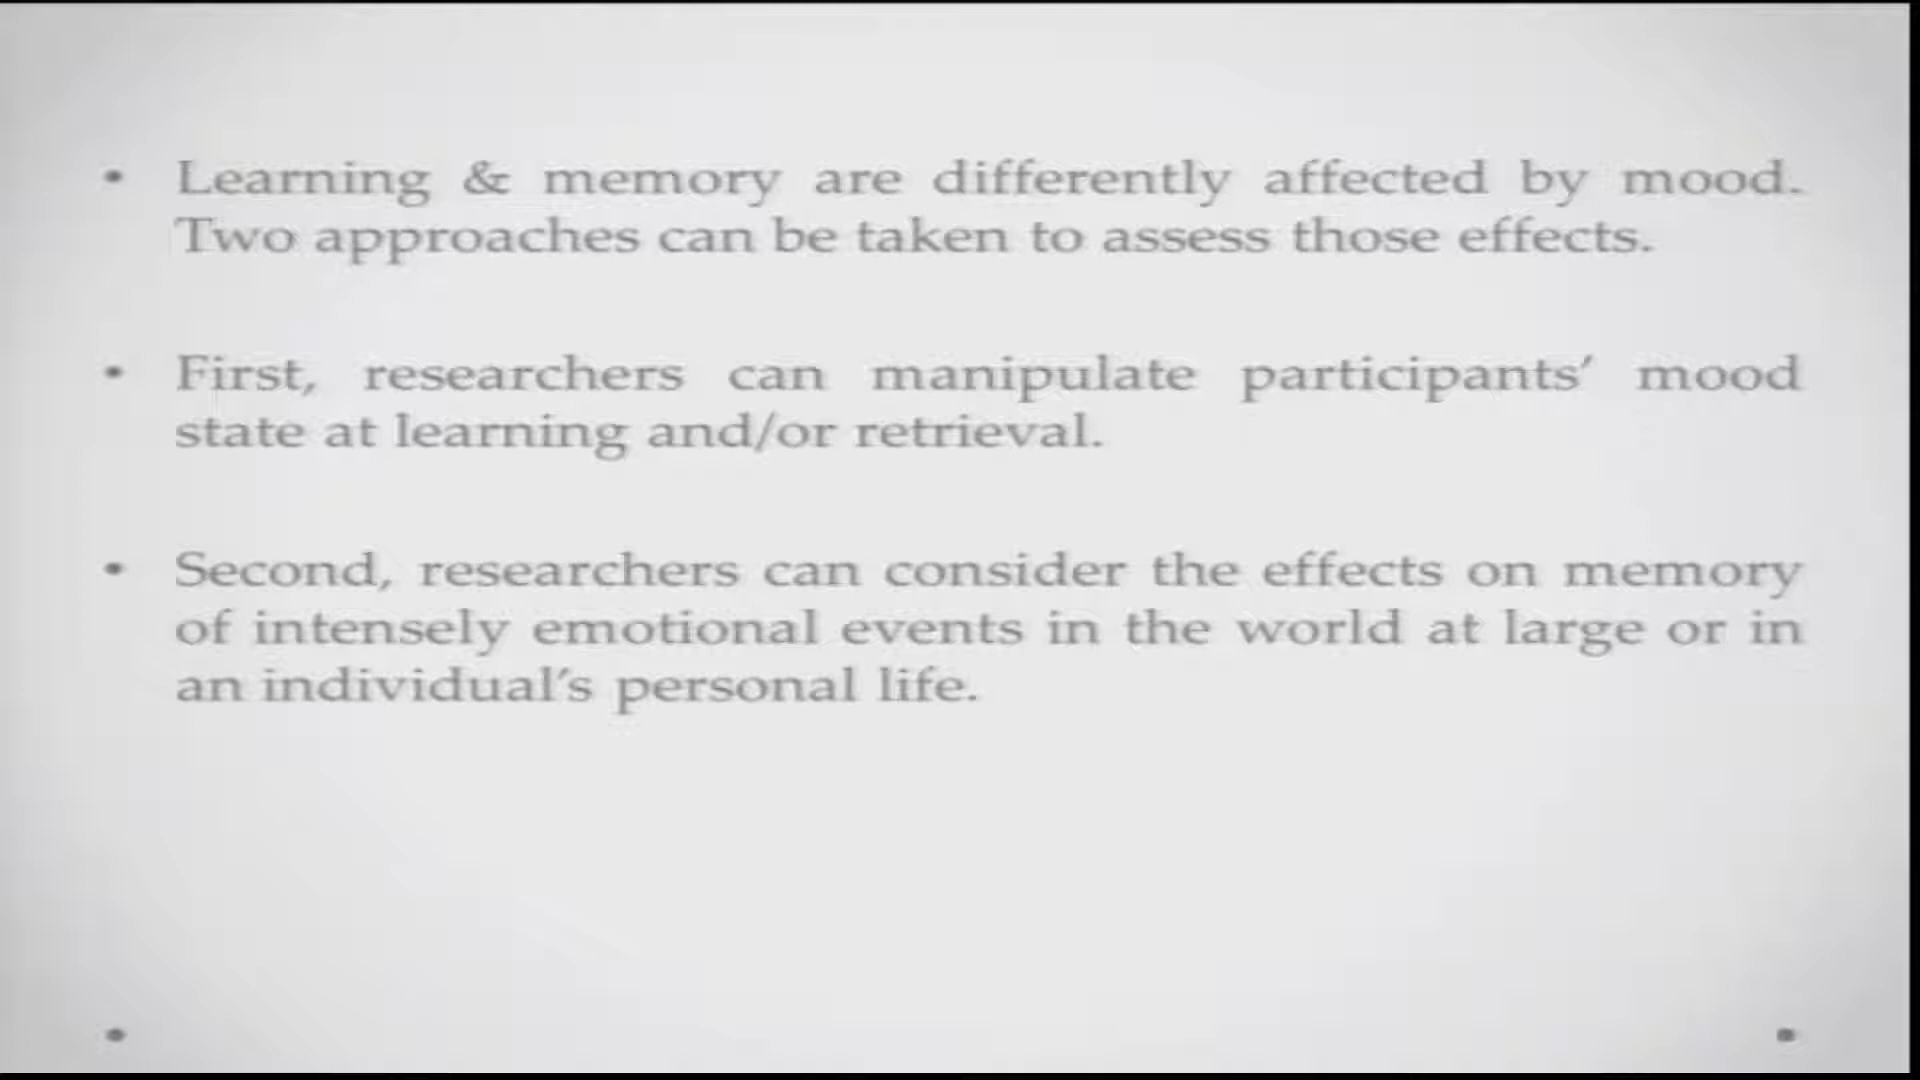 • Learning & memory are differently affected by mood.
Two approaches can be taken to assess those effects.
• First, researchers can manipulate participants’ mood
state at learning and/or retrieval.
• Second, researchers can consider the effects on memory
of intensely emotional events in the world at large or in
an individual’s personal life.